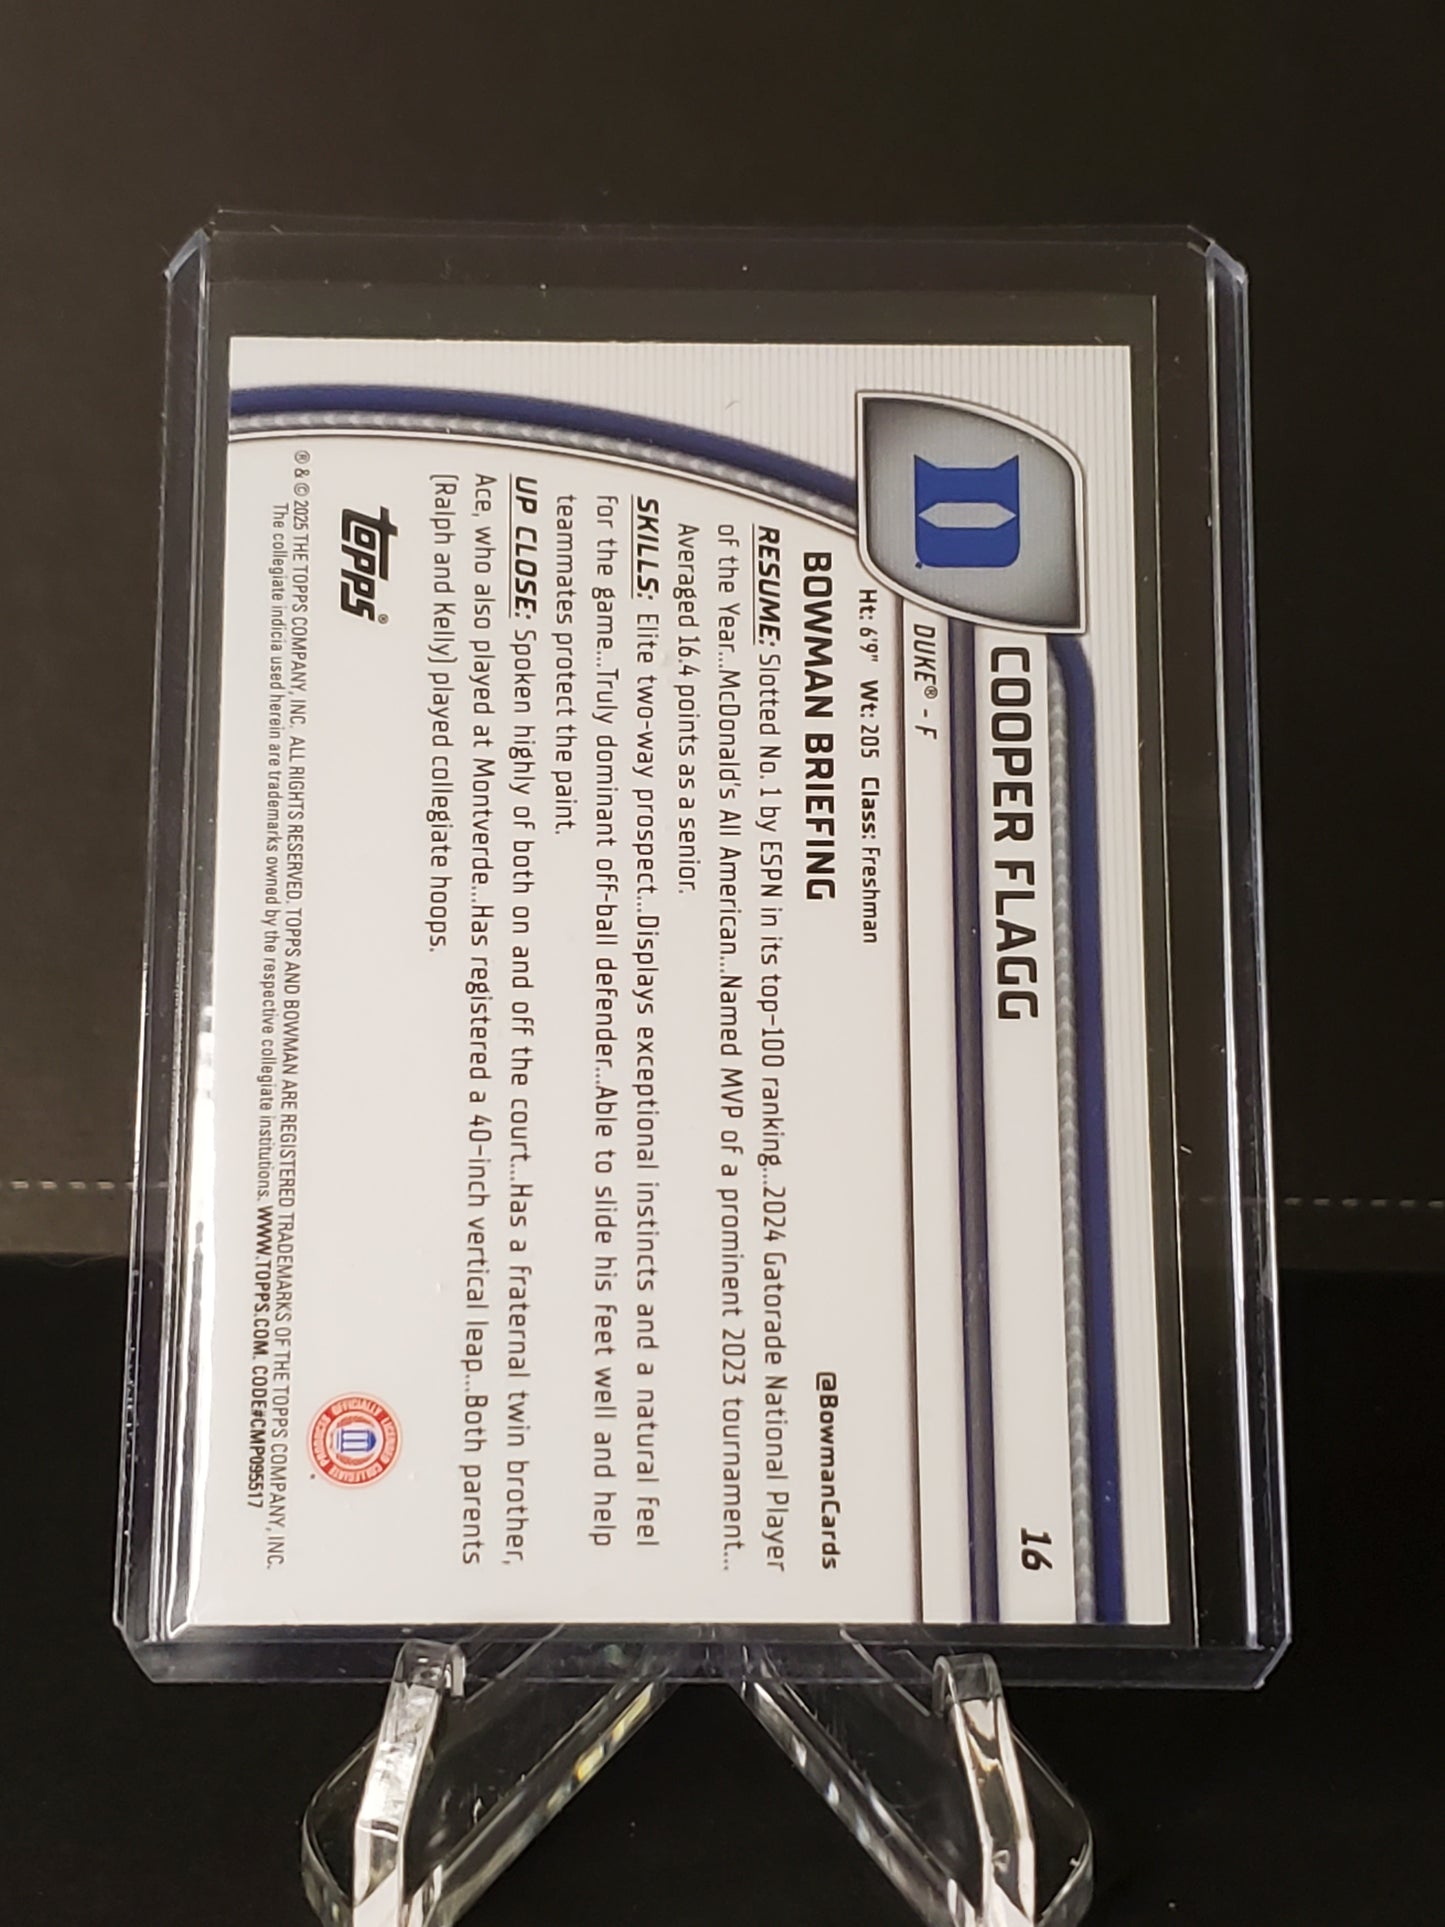 COOPER FLAGG 16
DUKE® - F
Ht: 6'9" Wt: 205 Class: Freshman
BOWMAN BRIEFING @BowmanCards
RESUME: Slotted No. 1 by ESPN in its top-100 ranking...2024 Gatorade National Player
of the Year...McDonald's All American...Named MVP of a prominent 2023 tournament...
Averaged 16.4 points as a senior.
SKILLS: Elite two-way prospect...Displays exceptional instincts and a natural feel
for the game...Truly dominant off-ball defender...Able to slide his feet well and help
teammates protect the paint.
UP CLOSE: Spoken highly of both on and off the court...Has a fraternal twin brother,
Ace, who also played at Montverde...Has registered a 40-inch vertical leap...Both parents
(Ralph and Kelly) played collegiate hoops.
topps®
OFFICIALLY LICENSED COLLEGIATE PRODUCTS
® & © 2025 THE TOPPS COMPANY, INC. ALL RIGHTS RESERVED. TOPPS AND BOWMAN ARE REGISTERED TRADEMARKS OF THE TOPPS COMPANY, INC.
The collegiate indicia used herein are trademarks owned by the respective collegiate institutions. WWW.TOPPS.COM. CODE#CMP095517